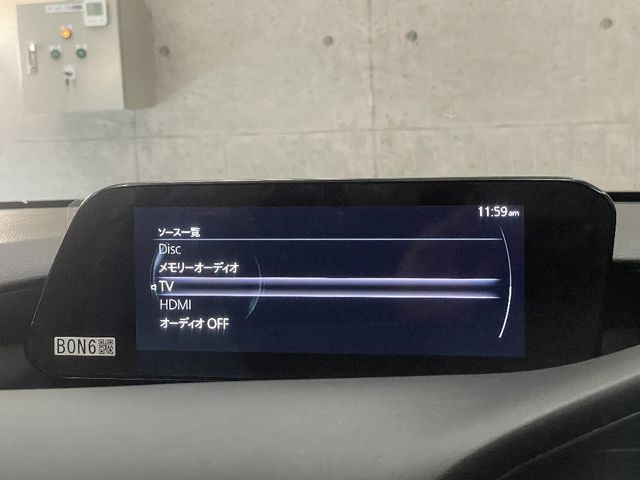 11:59am
ソース一覧
Disc
メモリーオーディオ
TV
HDMI
オーディオ OFF
BON6